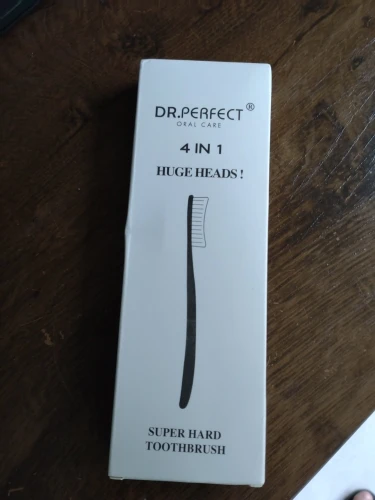 DR.PERFECT®
ORAL CARE
4 IN 1
HUGE HEADS !
SUPER HARD
TOOTHBRUSH